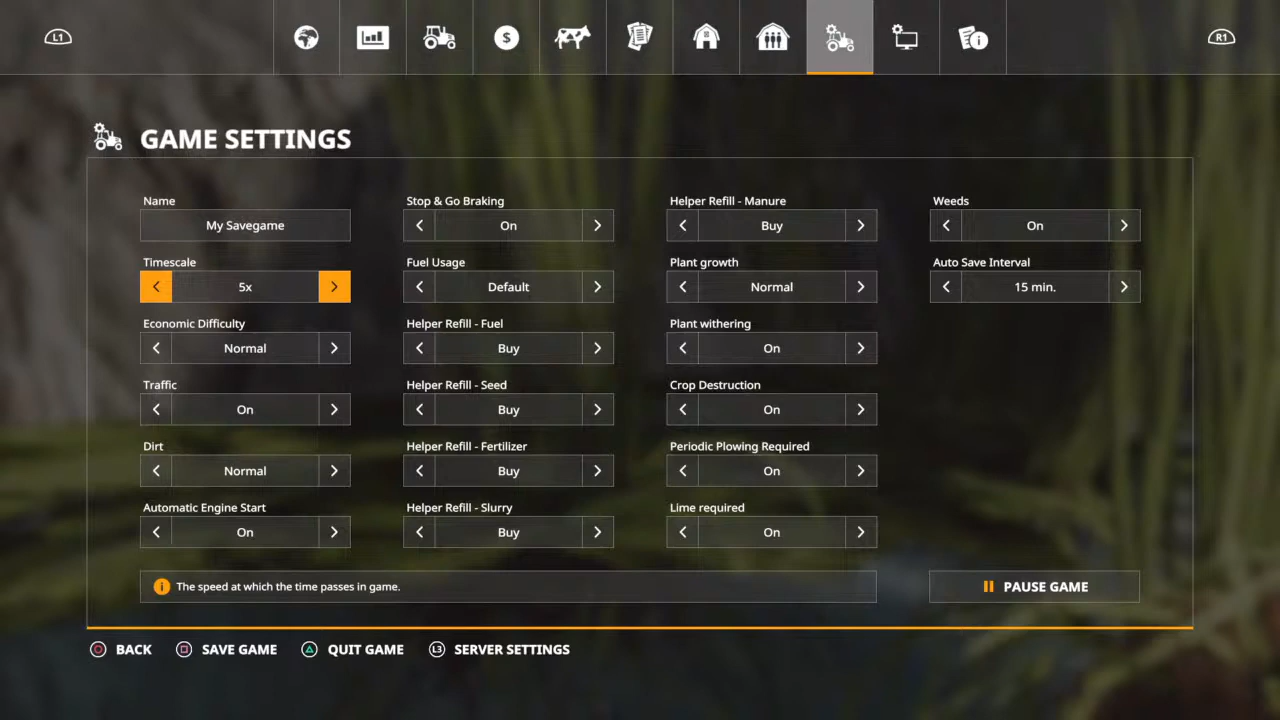 L1
R1
GAME SETTINGS
Name
My Savegame
Timescale
5x
Economic Difficulty
Normal
Traffic
On
Dirt
Normal
Automatic Engine Start
On
Stop & Go Braking
On
Fuel Usage
Default
Helper Refill - Fuel
Buy
Helper Refill - Seed
Buy
Helper Refill - Fertilizer
Buy
Helper Refill - Slurry
Buy
Helper Refill - Manure
Buy
Plant growth
Normal
Plant withering
On
Crop Destruction
On
Periodic Plowing Required
On
Lime required
On
Weeds
On
Auto Save Interval
15 min.
The speed at which the time passes in game.
PAUSE GAME
BACK
SAVE GAME
QUIT GAME
L3 SERVER SETTINGS